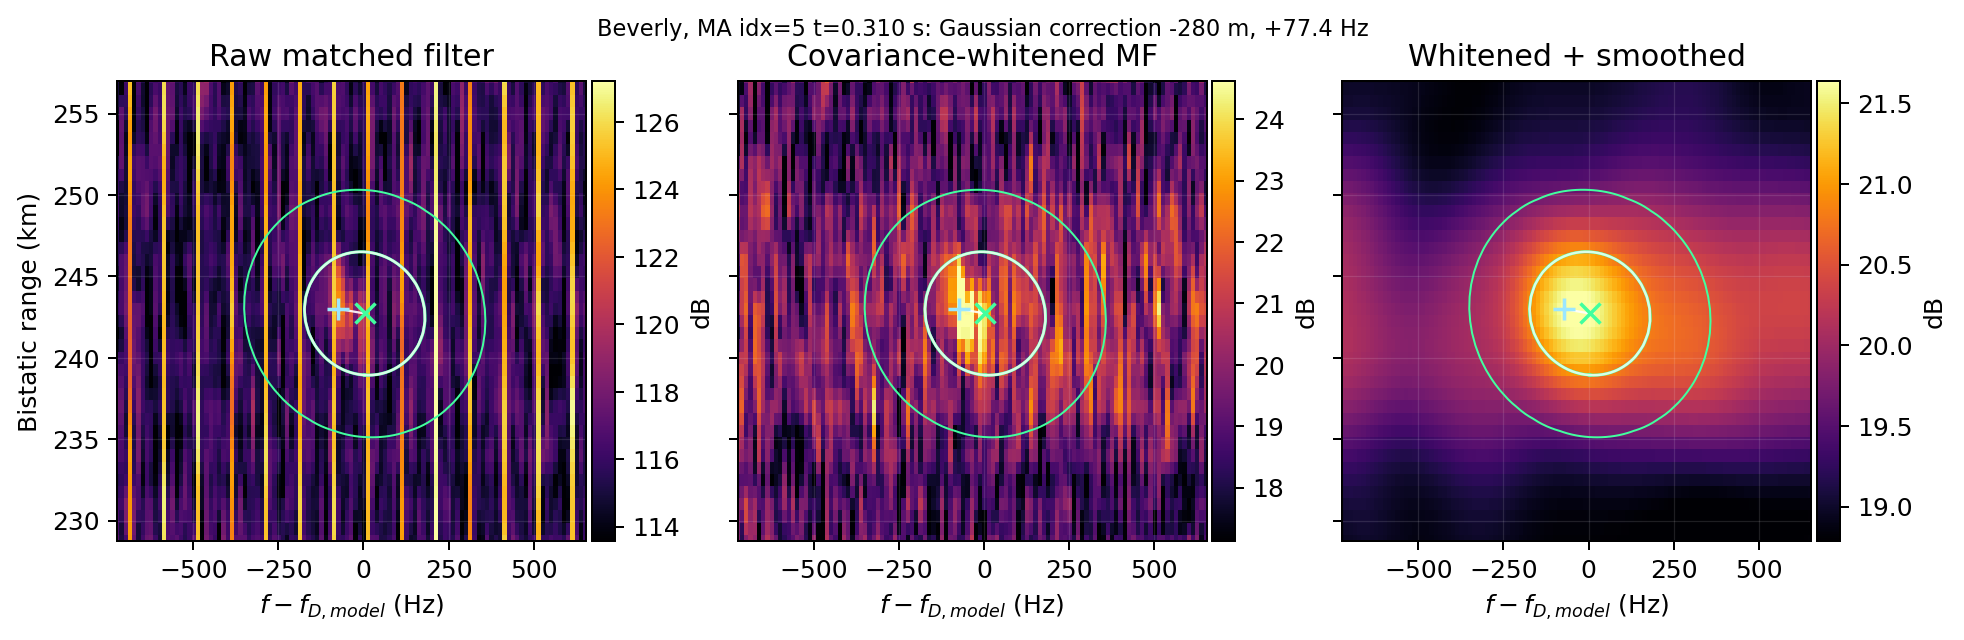 Beverly, MA idx=5 t=0.310 s: Gaussian correction -280 m, +77.4 Hz
Raw matched filter
Covariance-whitened MF
Whitened + smoothed
Bistatic range (km)
255
250
245
240
235
230
−500 −250 0 250 500
f − f_{D, model} (Hz)
126
124
122
120
118
116
114
dB
−500 −250 0 250 500
f − f_{D, model} (Hz)
24
23
22
21
20
19
18
dB
−500 −250 0 250 500
f − f_{D, model} (Hz)
21.5
21.0
20.5
20.0
19.5
19.0
dB